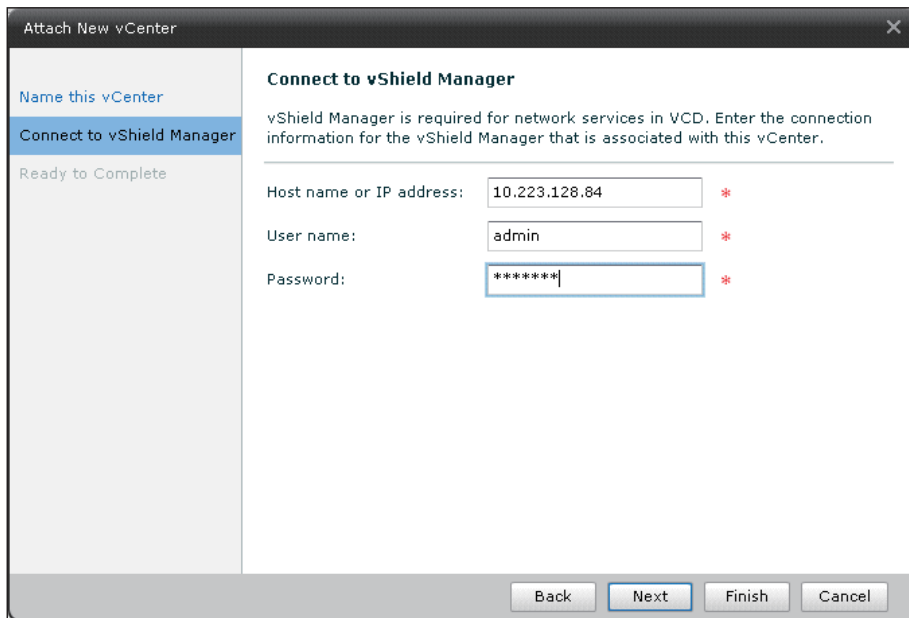 Attach New vCenter
Name this vCenter
Connect to vShield Manager
Ready to Complete
Connect to vShield Manager
vShield Manager is required for network services in VCD. Enter the connection
information for the vShield Manager that is associated with this vCenter.
Host name or IP address: 10.223.128.84 *
User name: admin *
Password: ******* *
Back Next Finish Cancel